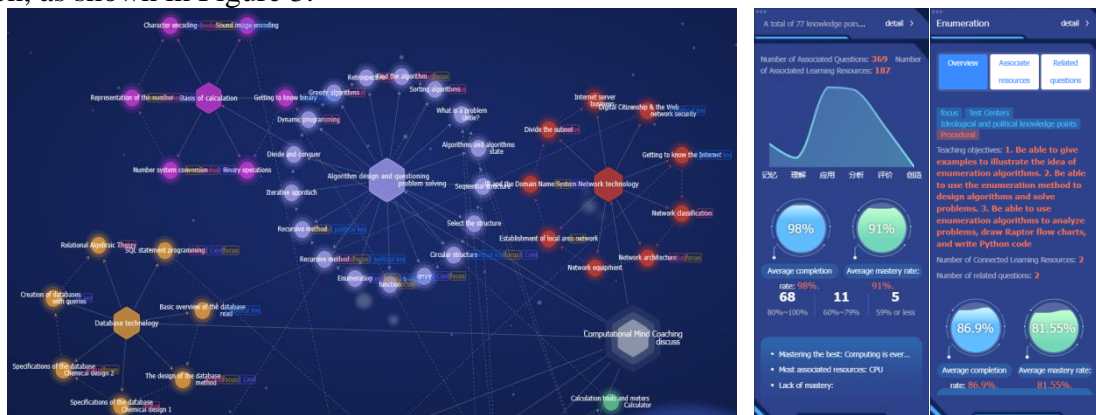 as shown in Figure 3.
Character encoding
Sound image encoding
Representation of this number
Basis of calculation
Getting to know binary
Number system conversion
Binary operations
Find the algorithm
Greedy algorithms
Sorting algorithms
Dynamic programming
What is a problem
Divide and conquer
Algorithms and algorithms
state
Algorithm design and questioning
problem solving
Iterative approach
Sequential structure
Select the structure
Recursive method
Recursive method
Circular structure
Enumeration
array
function
Internet server
business
Digital Citizenship & the Web
network security
Divide the subnet
Getting to know the Internet
IP and the Domain Name System
Network technology
Network classification
Establishment of local area network
Network equipment
Network architecture
Relational Algebraic Theory
SQL statement programming
Creation of databases
with queries
Basic overview of the database
read
Database technology
Specifications of the database
Chemical design 2
The design of the database
method
Specifications of the database
Chemical design 1
Computational Mind Coaching
discuss
Calculation tools and meters
Calculator
A total of 77 knowledge poin... detail >
Number of Associated Questions: 369 Number
of Associated Learning Resources: 187
记忆 理解 应用 分析 评价 创造
98% 91%
Average completion Average mastery rate:
rate: 98%. 91%.
68 11 5
80%~100% 60%~79% 59% or less
• Mastering the best: Computing is ever...
• Most associated resources: CPU
• Lack of mastery:
Enumeration detail >
Overview Associate Related
resources questions
focus Test Centers
Ideological and political knowledge points
Procedural
Teaching objectives: 1. Be able to give
examples to illustrate the idea of
enumeration algorithms. 2. Be able
to use the enumeration method to
design algorithms and solve
problems. 3. Be able to use
enumeration algorithms to analyze
problems, draw Raptor flow charts,
and write Python code
Number of Connected Learning Resources: 2
Number of related questions: 2
86.9% 81.55%
Average completion Average mastery rate:
rate: 86.9%. 81.55%.